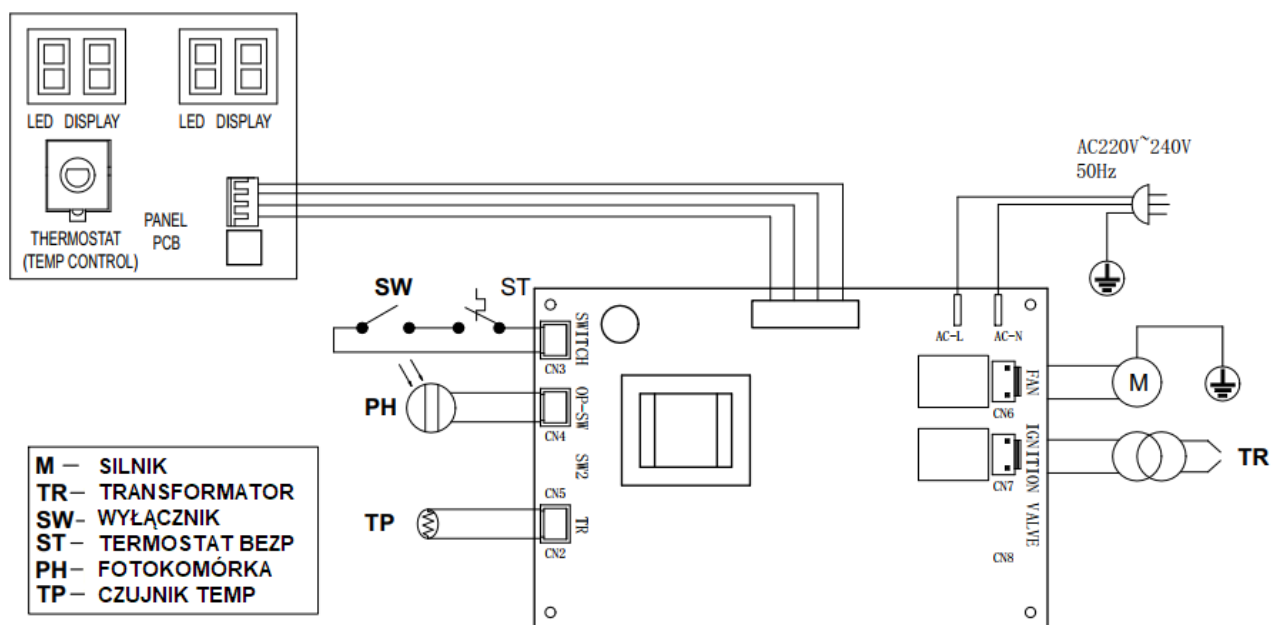 LED DISPLAY
LED DISPLAY
THERMOSTAT
(TEMP CONTROL)
PANEL
PCB
AC220V~240V
50Hz
SW
ST
SWITCH
CN3
PH
OP-SW
CN4
SW2
CN5
TP
TR
CN2
AC-L
AC-N
FAN
CN6
M
IGNITION
CN7
TR
VALVE
CN8
M – SILNIK
TR – TRANSFORMATOR
SW- WYŁĄCZNIK
ST – TERMOSTAT BEZP
PH – FOTOKOMÓRKA
TP – CZUJNIK TEMP